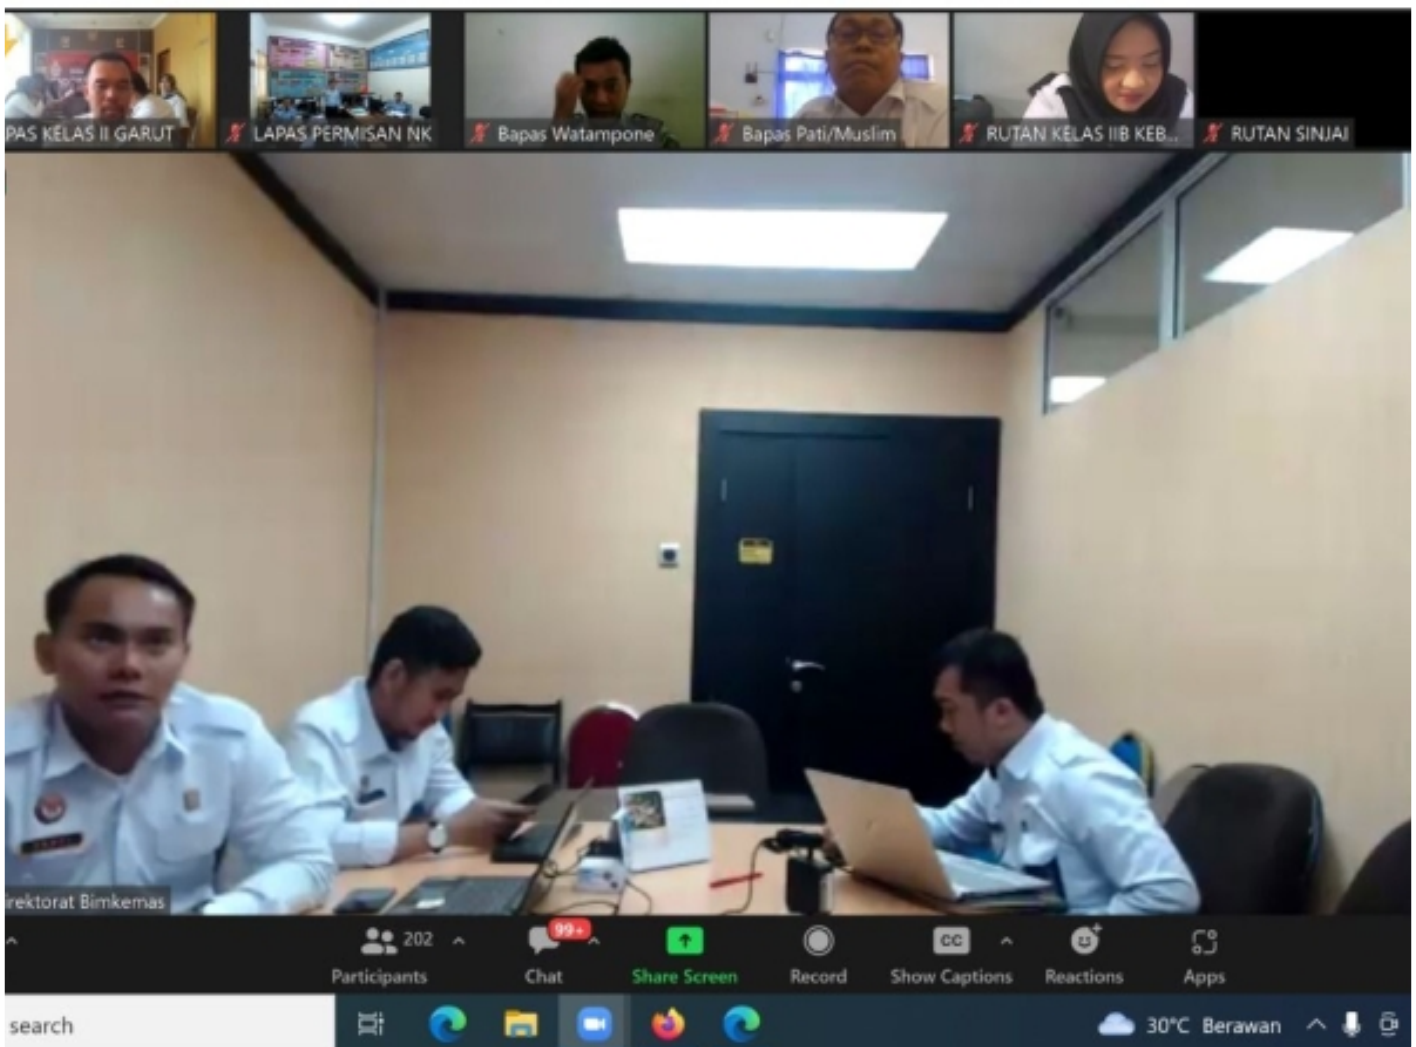 PAS KELAS II GARUT
LAPAS PERMISAN NK
Bapas Watampone
Bapas Pati/Muslim
RUTAN KELAS IIB KEB...
RUTAN SINJAI
irektorat Bimkemas
202
99+
CC
Participants
Chat
Share Screen
Record
Show Captions
Reactions
Apps
search
30°C Berawan